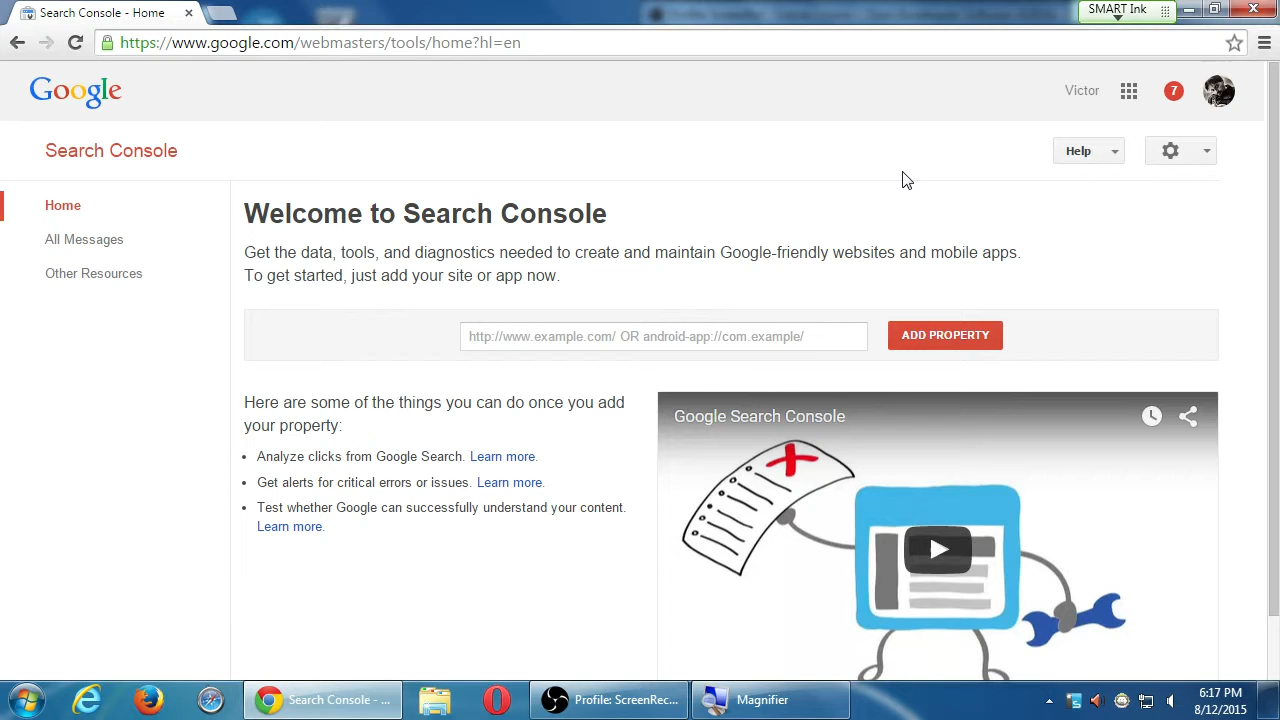 Search Console - Home
SMART Ink
https://www.google.com/webmasters/tools/home?hl=en
Google
Victor
7
Search Console
Help
Home
All Messages
Other Resources
Welcome to Search Console
Get the data, tools, and diagnostics needed to create and maintain Google-friendly websites and mobile apps.
To get started, just add your site or app now.
http://www.example.com/ OR android-app://com.example/
ADD PROPERTY
Here are some of the things you can do once you add
your property:
Analyze clicks from Google Search. Learn more.
Get alerts for critical errors or issues. Learn more.
Test whether Google can successfully understand your content.
Learn more.
Google Search Console
Search Console - ...
Profile: ScreenRec...
Magnifier
6:17 PM
8/12/2015